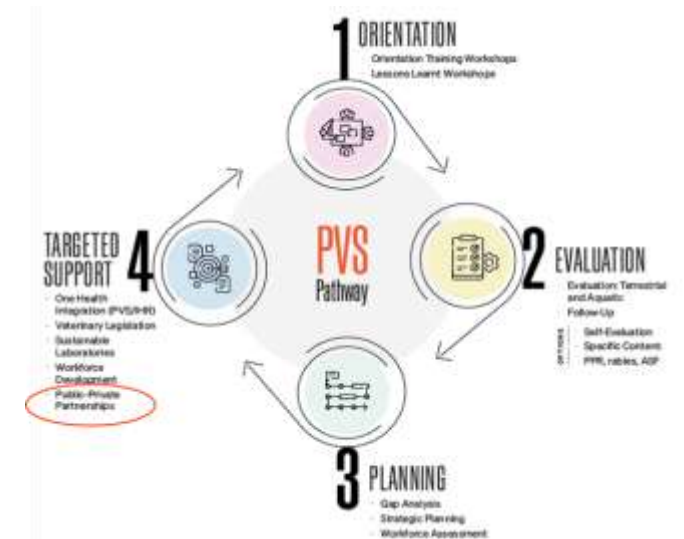 1 ORIENTATION
Orientation Training Workshops
Lessons Learnt Workshops
PVS
Pathway
2 EVALUATION
Evaluation: Terrestrial
and Aquatic
Follow-Up
OPTIONS
Self-Evaluation
Specific Content
PPR, rabies, ASF
TARGETED
SUPPORT 4
· One Health
Integration (PVS/IHR)
· Veterinary Legislation
· Sustainable
Laboratories
· Workforce
Development
· Public-Private
Partnerships
3 PLANNING
· Gap Analysis
· Strategic Planning
· Workforce Assessment